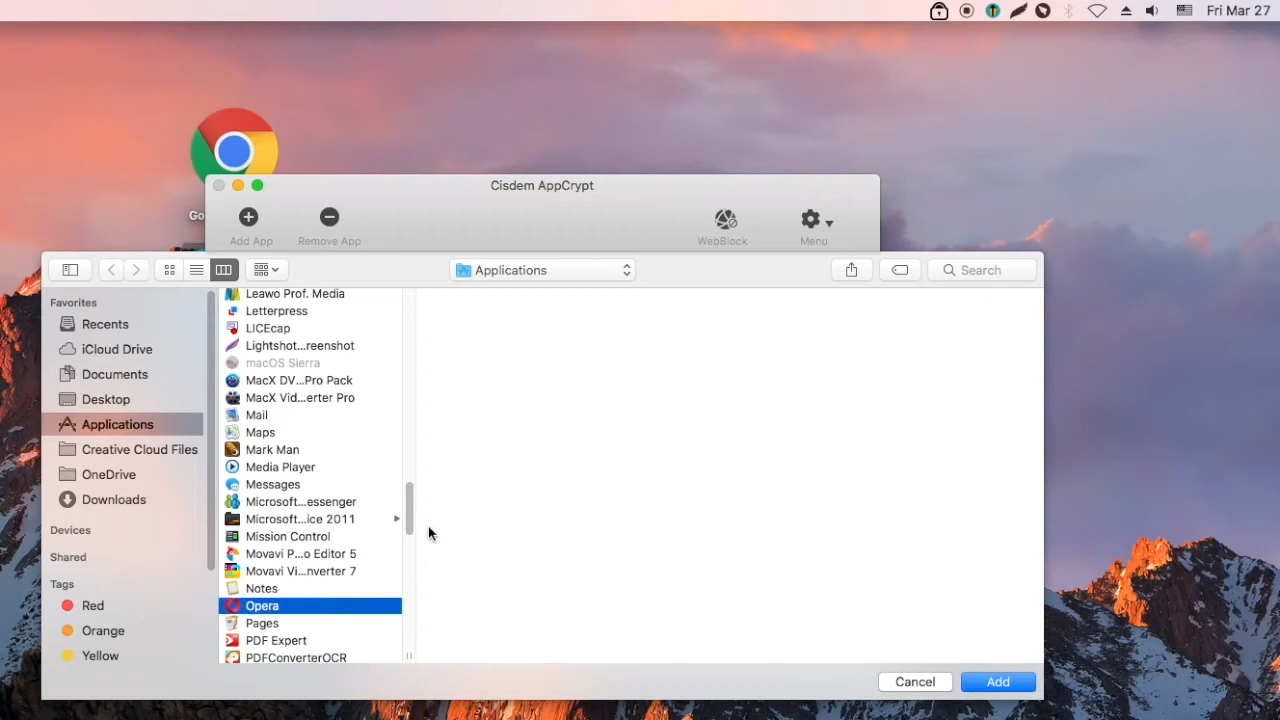 Fri Mar 27
Go
Cisdem AppCrypt
Add App
Remove App
WebBlock
Menu
Applications
Search
Favorites
Recents
iCloud Drive
Documents
Desktop
Applications
Creative Cloud Files
OneDrive
Downloads
Devices
Shared
Tags
Red
Orange
Yellow
Leawo Prof. Media
Letterpress
LICEcap
Lightshot...reenshot
macOS Sierra
MacX DV...Pro Pack
MacX Vid...erter Pro
Mail
Maps
Mark Man
Media Player
Messages
Microsoft...essenger
Microsoft...ice 2011
Mission Control
Movavi P...o Editor 5
Movavi Vi...nverter 7
Notes
Opera
Pages
PDF Expert
PDFConverterOCR
Cancel
Add